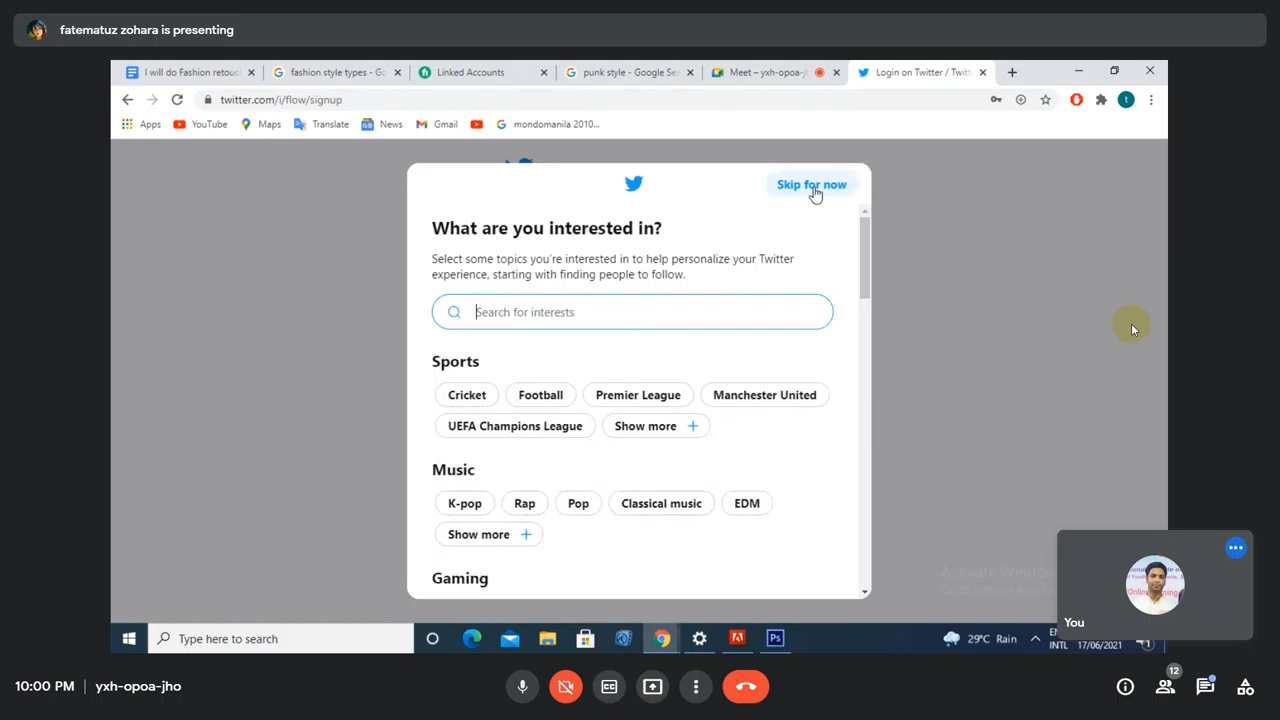 fatematuz zohara is presenting
I will do Fashion retouc
fashion style types - Go
Linked Accounts
punk style - Google Sea
Meet – yxh-opoa-j
Login on Twitter / Twitt
twitter.com/i/flow/signup
Apps
YouTube
Maps
Translate
News
Gmail
mondomanila 2010...
Skip for now
What are you interested in?
Select some topics you're interested in to help personalize your Twitter
experience, starting with finding people to follow.
Search for interests
Sports
Cricket
Football
Premier League
Manchester United
UEFA Champions League
Show more
Music
K-pop
Rap
Pop
Classical music
EDM
Show more
Gaming
Activate Windows
You
Type here to search
Ps
29°C Rain
INTL
17/06/2021
10:00 PM
yxh-opoa-jho
12